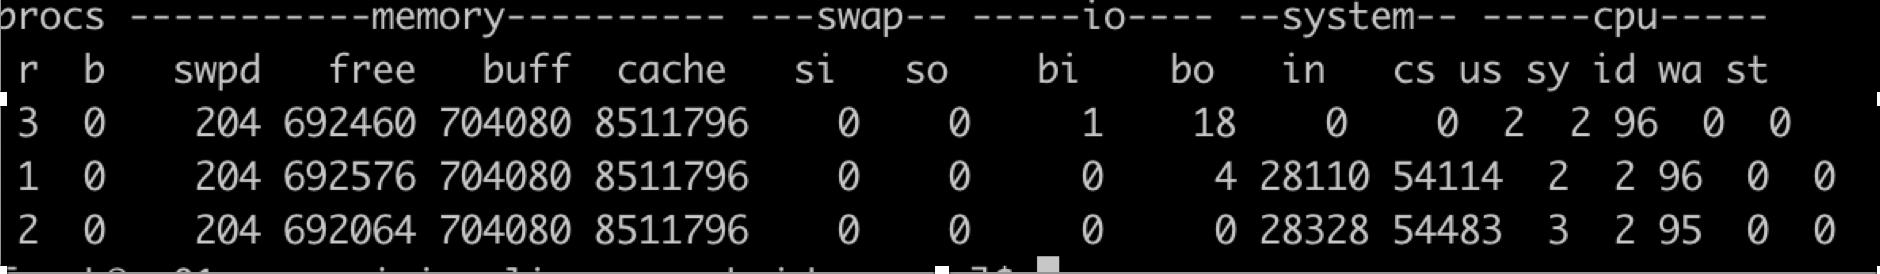 procs -----------memory---------- ---swap-- -----io---- --system-- -----cpu-----
r b swpd free buff cache si so bi bo in cs us sy id wa st
3 0 204 692460 704080 8511796 0 0 1 18 0 0 2 2 96 0 0
1 0 204 692576 704080 8511796 0 0 0 4 28110 54114 2 2 96 0 0
2 0 204 692064 704080 8511796 0 0 0 0 28328 54483 3 2 95 0 0